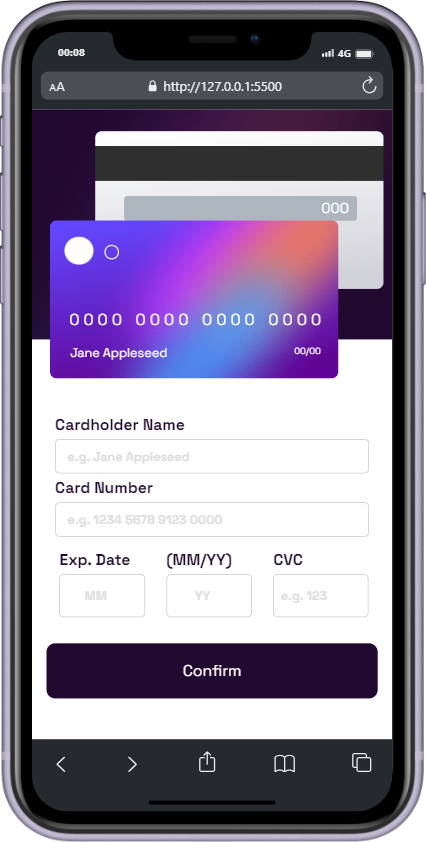 00:08 4G
AA http://127.0.0.1:5500
000
0000 0000 0000 0000
Jane Appleseed 00/00
Cardholder Name
e.g. Jane Appleseed
Card Number
e.g. 1234 5678 9123 0000
Exp. Date (MM/YY) CVC
MM YY e.g. 123
Confirm